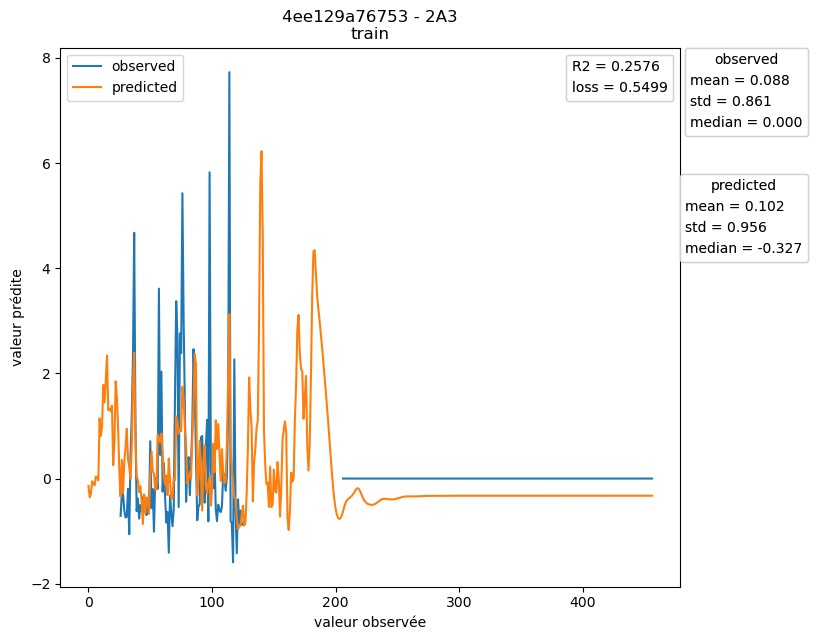 4ee129a76753 - 2A3
train
observed
predicted
R2 = 0.2576
loss = 0.5499
observed
mean = 0.088
std = 0.861
median = 0.000
predicted
mean = 0.102
std = 0.956
median = -0.327
valeur prédite
8
6
4
2
0
−2
0
100
200
300
400
valeur observée